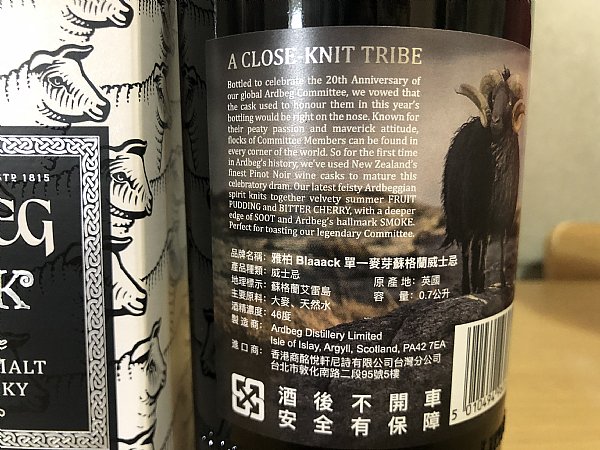 ESTD 1815
BEG
K
MALT
KY
A CLOSE-KNIT TRIBE
Bottled to celebrate the 20th Anniversary of
our global Ardbeg Committee, we vowed that
the cask used to honour them in this year's
bottling would be right on the nose. Known for
their peaty passion and maverick attitude,
flocks of Committee Members can be found in
every corner of the world. So for the first time
in Ardbeg's history, we've used New Zealand's
finest Pinot Noir wine casks to mature this
celebratory dram. Our latest feisty Ardbeggian
spirit knits together velvety summer FRUIT
PUDDING and BITTER CHERRY, with a deeper
edge of SOOT and Ardbeg's hallmark SMOKE.
Perfect for toasting our legendary Committee.
品牌名稱: 雅柏 Blaaack 單一麥芽蘇格蘭威士忌
產品種類: 威士忌 原產地: 英國
地理標示: 蘇格蘭艾雷島 容量: 0.7公升
主要原料: 大麥、天然水
酒精濃度: 46度
製造商: Ardbeg Distillery Limited
Isle of Islay, Argyll, Scotland, PA42 7EA
進口商: 香港商酩悅軒尼詩有限公司台灣分公司
台北市敦化南路二段95號5樓
酒後不開車
安全有保障
5 010494